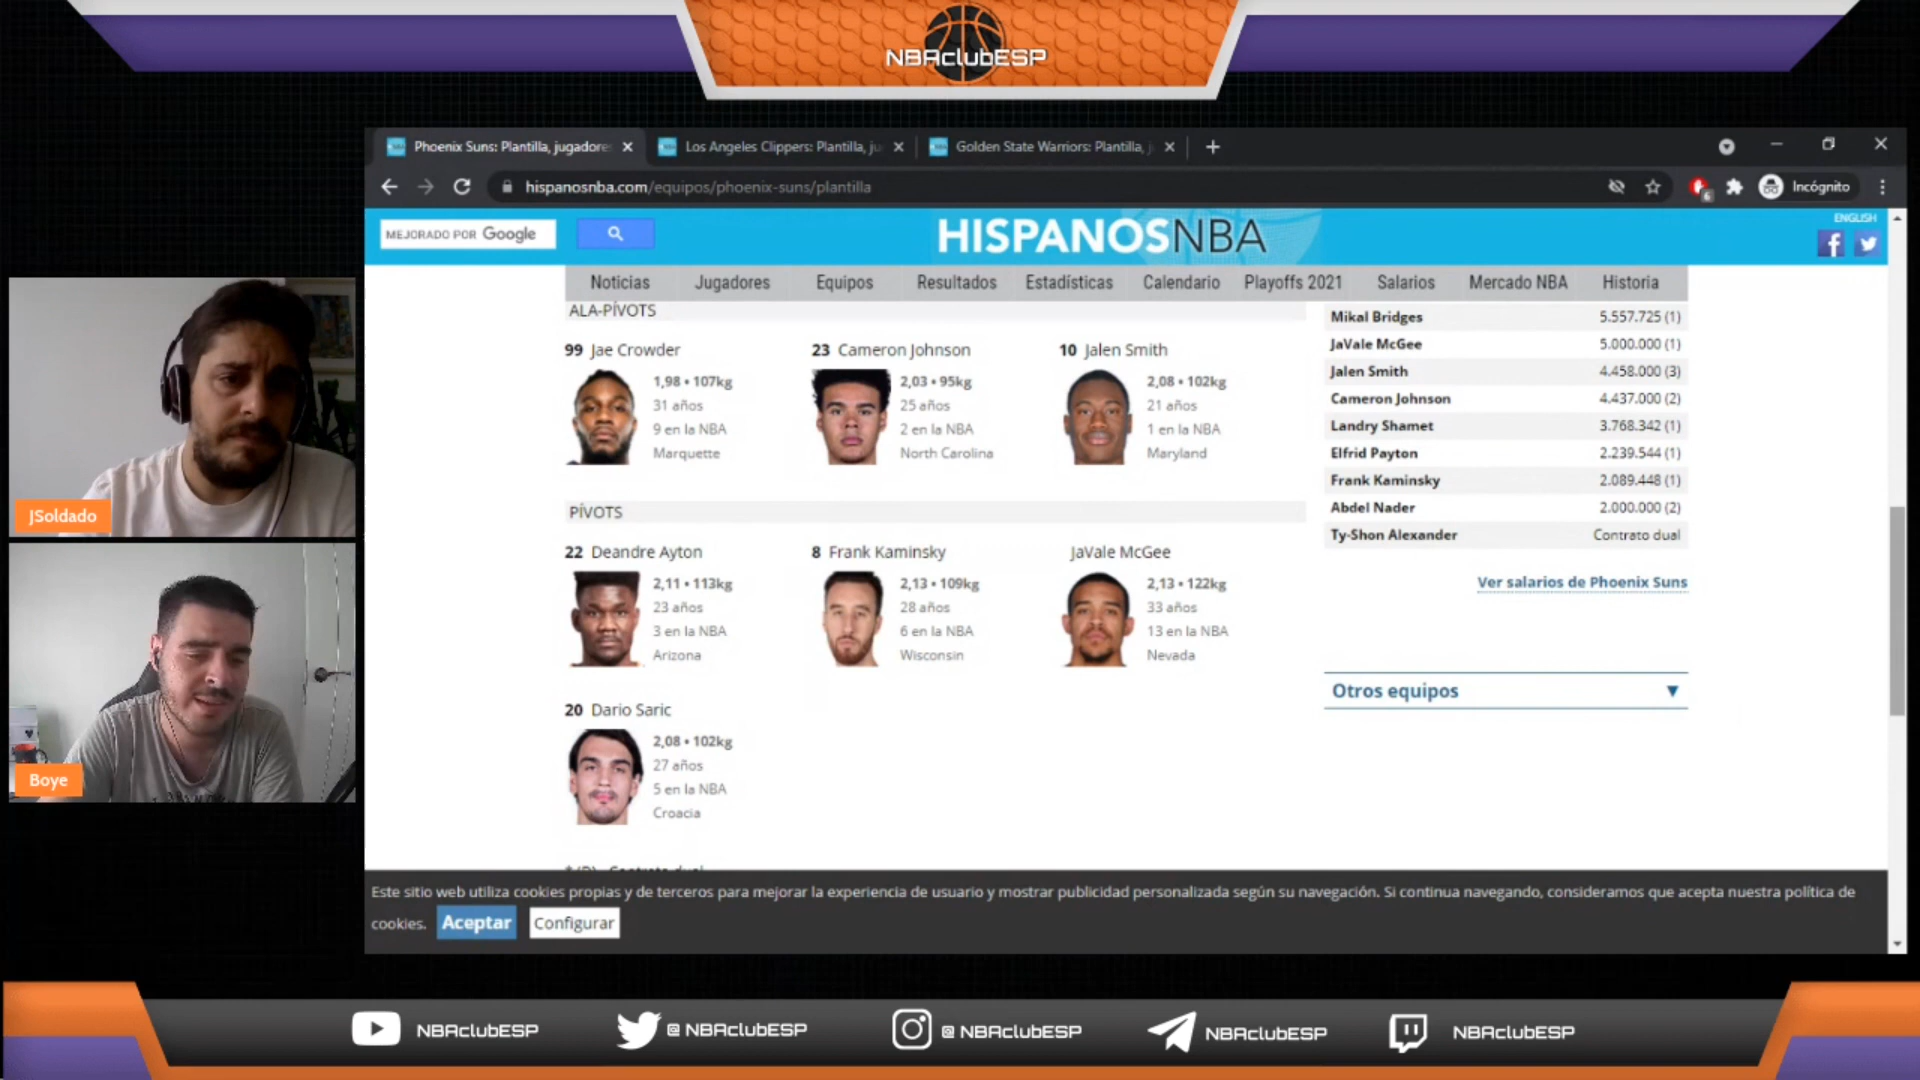 NBAclubESP
Phoenix Suns: Plantilla, jugadore
Los Angeles Clippers: Plantilla, ju
Golden State Warriors: Plantilla, j
hispanosnba.com/equipos/phoenix-suns/plantilla
6
Incógnito
MEJORADO POR Google
HISPANOSNBA
ENGLISH
Noticias
Jugadores
Equipos
Resultados
Estadísticas
Calendario
Playoffs 2021
Salarios
Mercado NBA
Historia
ALA-PÍVOTS
99 Jae Crowder
1,98 • 107kg
31 años
9 en la NBA
Marquette
23 Cameron Johnson
2,03 • 95kg
25 años
2 en la NBA
North Carolina
10 Jalen Smith
2,08 • 102kg
21 años
1 en la NBA
Maryland
PÍVOTS
22 Deandre Ayton
2,11 • 113kg
23 años
3 en la NBA
Arizona
8 Frank Kaminsky
2,13 • 109kg
28 años
6 en la NBA
Wisconsin
JaVale McGee
2,13 • 122kg
33 años
13 en la NBA
Nevada
20 Dario Saric
2,08 • 102kg
27 años
5 en la NBA
Croacia
Mikal Bridges 5.557.725 (1)
JaVale McGee 5.000.000 (1)
Jalen Smith 4.458.000 (3)
Cameron Johnson 4.437.000 (2)
Landry Shamet 3.768.342 (1)
Elfrid Payton 2.239.544 (1)
Frank Kaminsky 2.089.448 (1)
Abdel Nader 2.000.000 (2)
Ty-Shon Alexander Contrato dual
Ver salarios de Phoenix Suns
Otros equipos
Este sitio web utiliza cookies propias y de terceros para mejorar la experiencia de usuario y mostrar publicidad personalizada según su navegación. Si continua navegando, consideramos que acepta nuestra política de
cookies. Aceptar Configurar
JSoldado
Boye
NBAclubESP
@ NBAclubESP
@ NBAclubESP
NBAclubESP
NBAclubESP